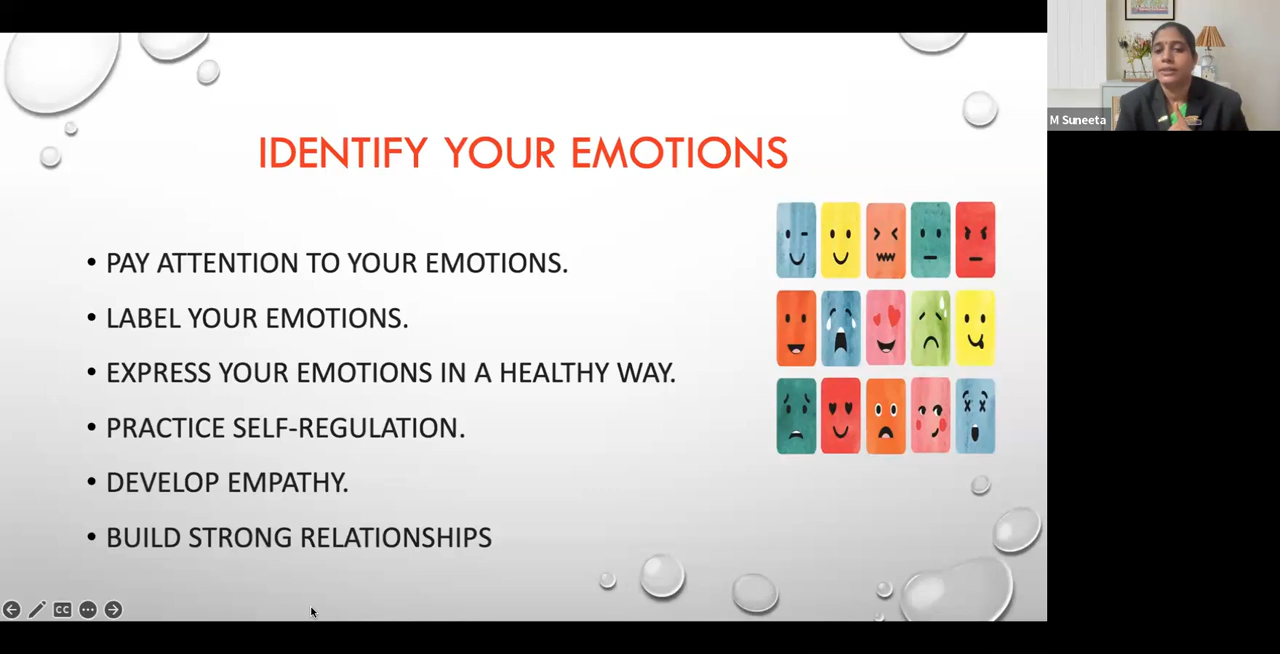 M Suneeta
IDENTIFY YOUR EMOTIONS
• PAY ATTENTION TO YOUR EMOTIONS.
• LABEL YOUR EMOTIONS.
• EXPRESS YOUR EMOTIONS IN A HEALTHY WAY.
• PRACTICE SELF-REGULATION.
• DEVELOP EMPATHY.
• BUILD STRONG RELATIONSHIPS
CC